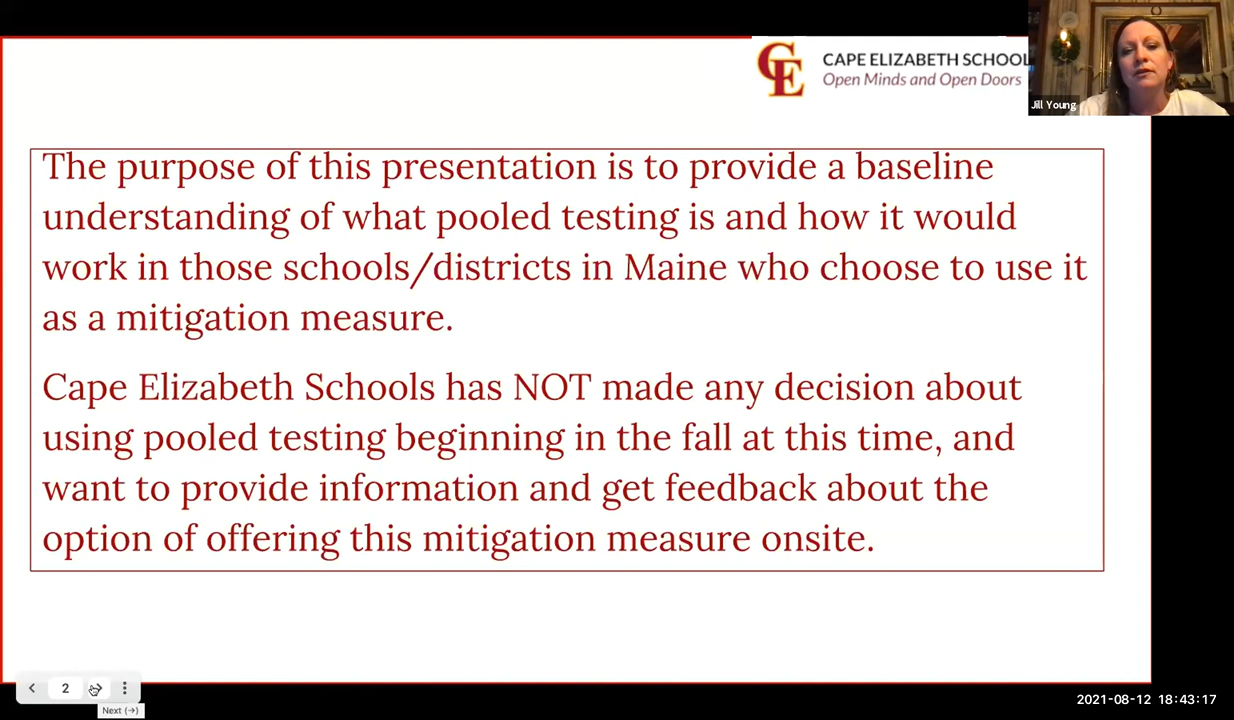 CAPE ELIZABETH SCHOOL
Open Minds and Open Doors
Jill Young
The purpose of this presentation is to provide a baseline
understanding of what pooled testing is and how it would
work in those schools/districts in Maine who choose to use it
as a mitigation measure.
Cape Elizabeth Schools has NOT made any decision about
using pooled testing beginning in the fall at this time, and
want to provide information and get feedback about the
option of offering this mitigation measure onsite.
2
Next (→)
2021-08-12 18:43:17